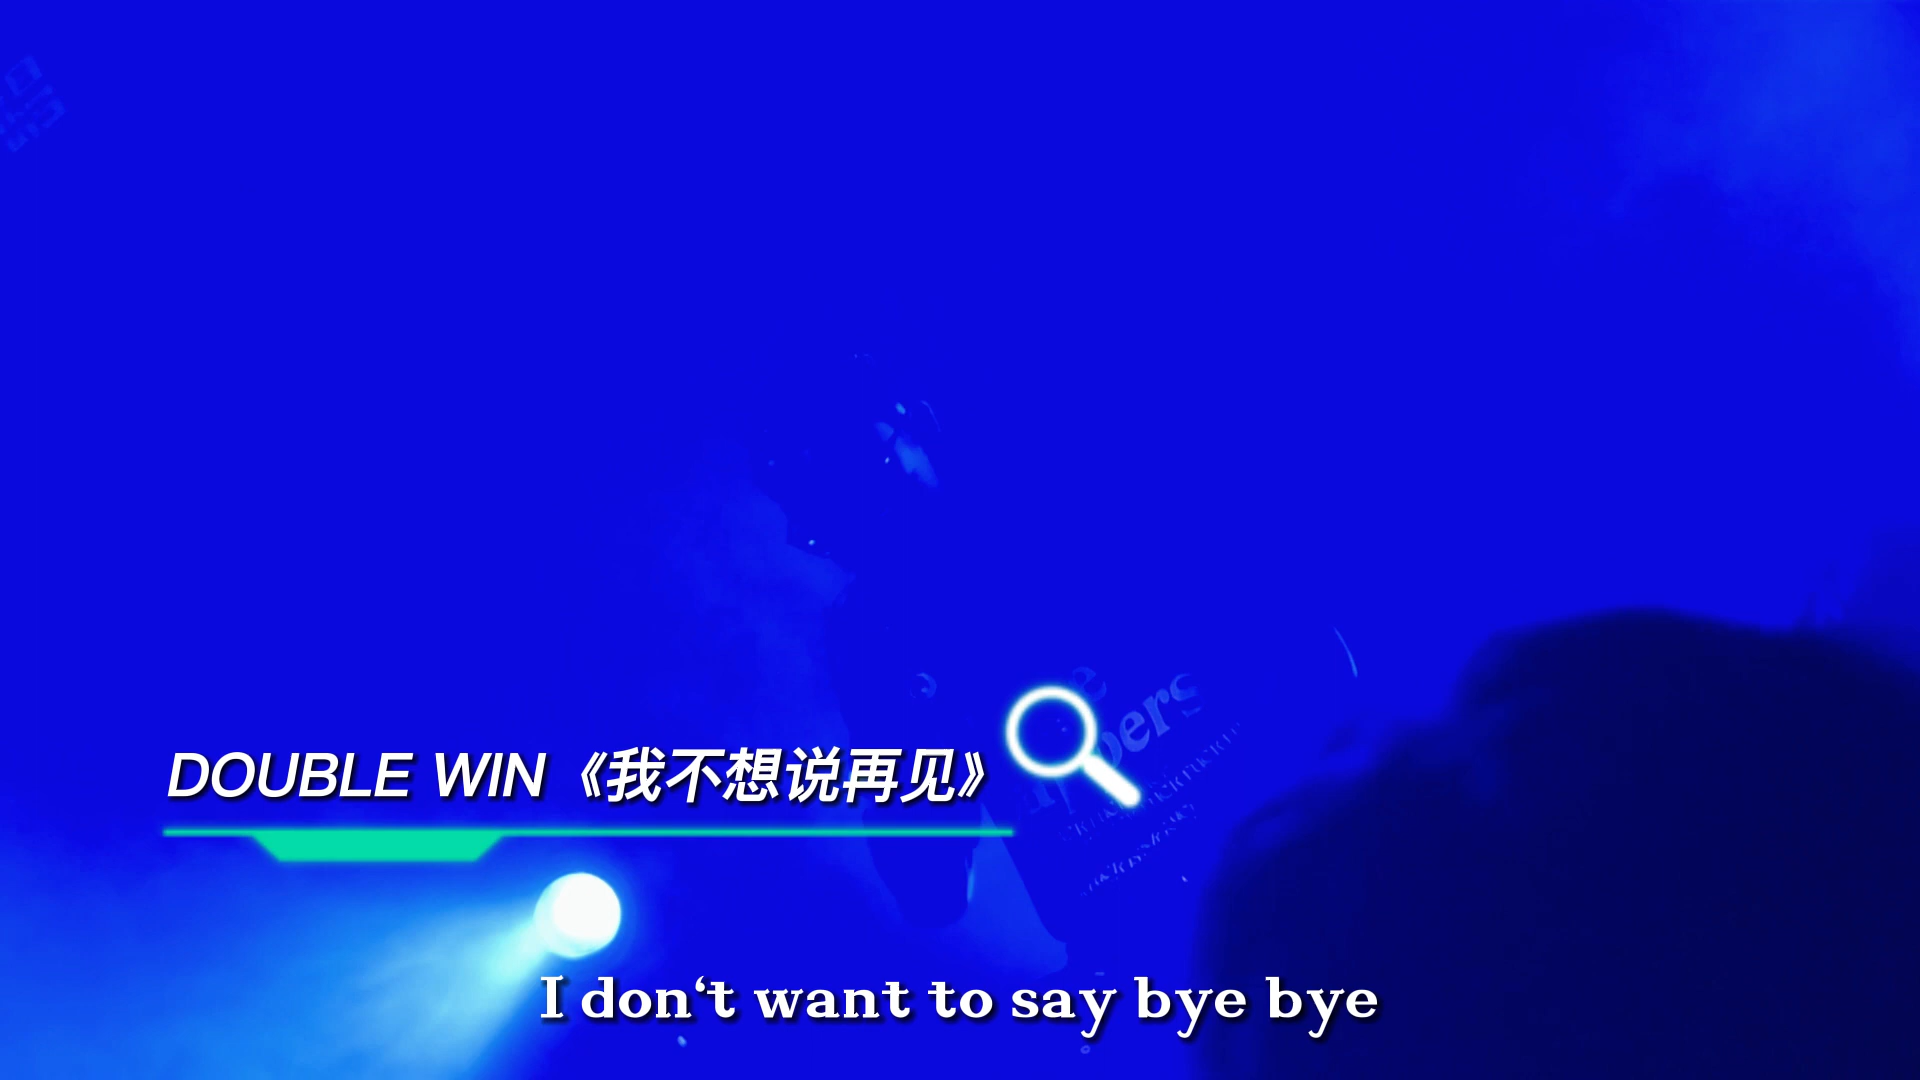 DOUBLE WIN《我不想说再见》
I don‘t want to say bye bye